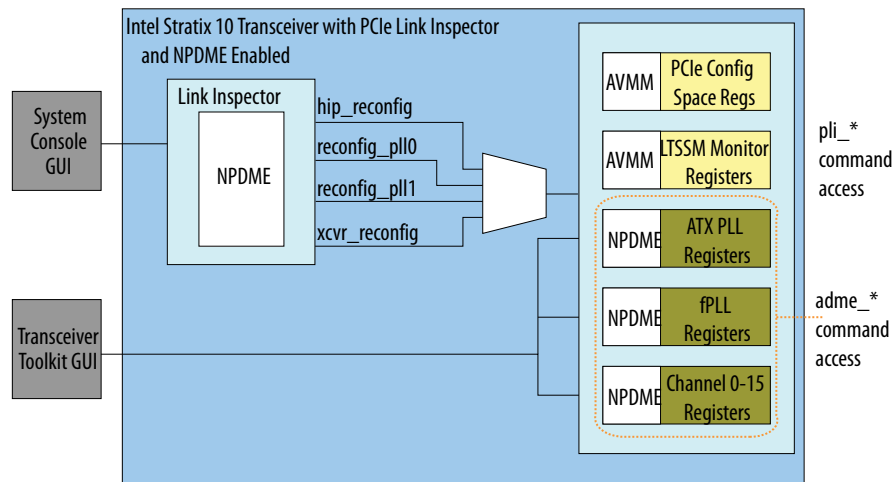 Intel Stratix 10 Transceiver with PCIe Link Inspector
and NPDME Enabled
System
Console
GUI
Link Inspector
NPDME
hip_reconfig
reconfig_pll0
reconfig_pll1
xcvr_reconfig
AVMM
PCIe Config
Space Regs
AVMM
LTSSM Monitor
Registers
NPDME
ATX PLL
Registers
NPDME
fPLL
Registers
NPDME
Channel 0-15
Registers
pli_*
command
access
adme_*
command
access
Transceiver
Toolkit GUI